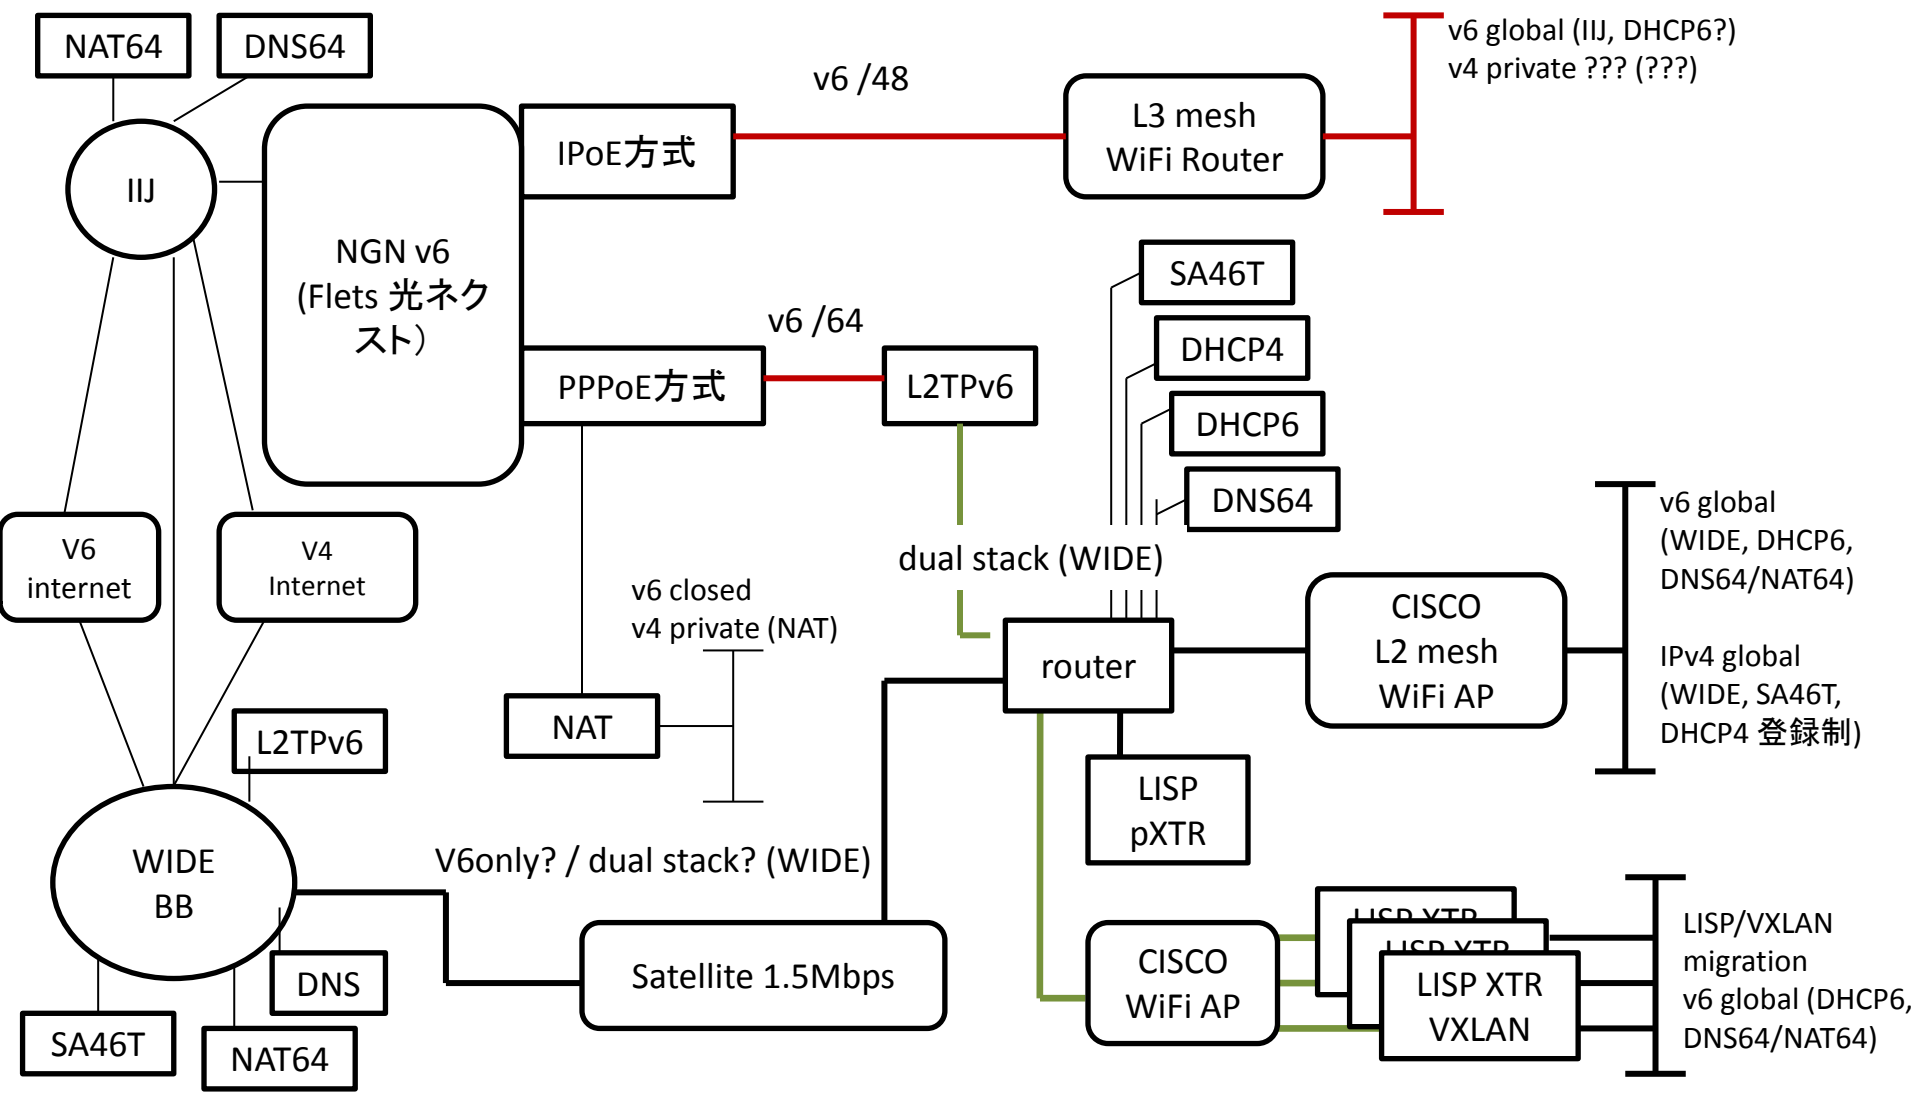 NAT64
DNS64
v6 /48
v6 global (IIJ, DHCP6?)
v4 private ??? (???)
IIJ
IPoE方式
L3 mesh
WiFi Router
NGN v6
(Flets 光ネク
スト）
SA46T
v6 /64
DHCP4
PPPoE方式
L2TPv6
DHCP6
DNS64
V6
internet
V4
Internet
dual stack (WIDE)
v6 global
(WIDE, DHCP6,
DNS64/NAT64)
v6 closed
v4 private (NAT)
CISCO
L2 mesh
WiFi AP
router
IPv4 global
(WIDE, SA46T,
DHCP4 登録制)
NAT
L2TPv6
LISP
pXTR
WIDE
BB
V6only? / dual stack? (WIDE)
LISP XTR
LISP XTR
LISP XTR
VXLAN
CISCO
WiFi AP
LISP/VXLAN
migration
v6 global (DHCP6,
DNS64/NAT64)
Satellite 1.5Mbps
DNS
SA46T
NAT64